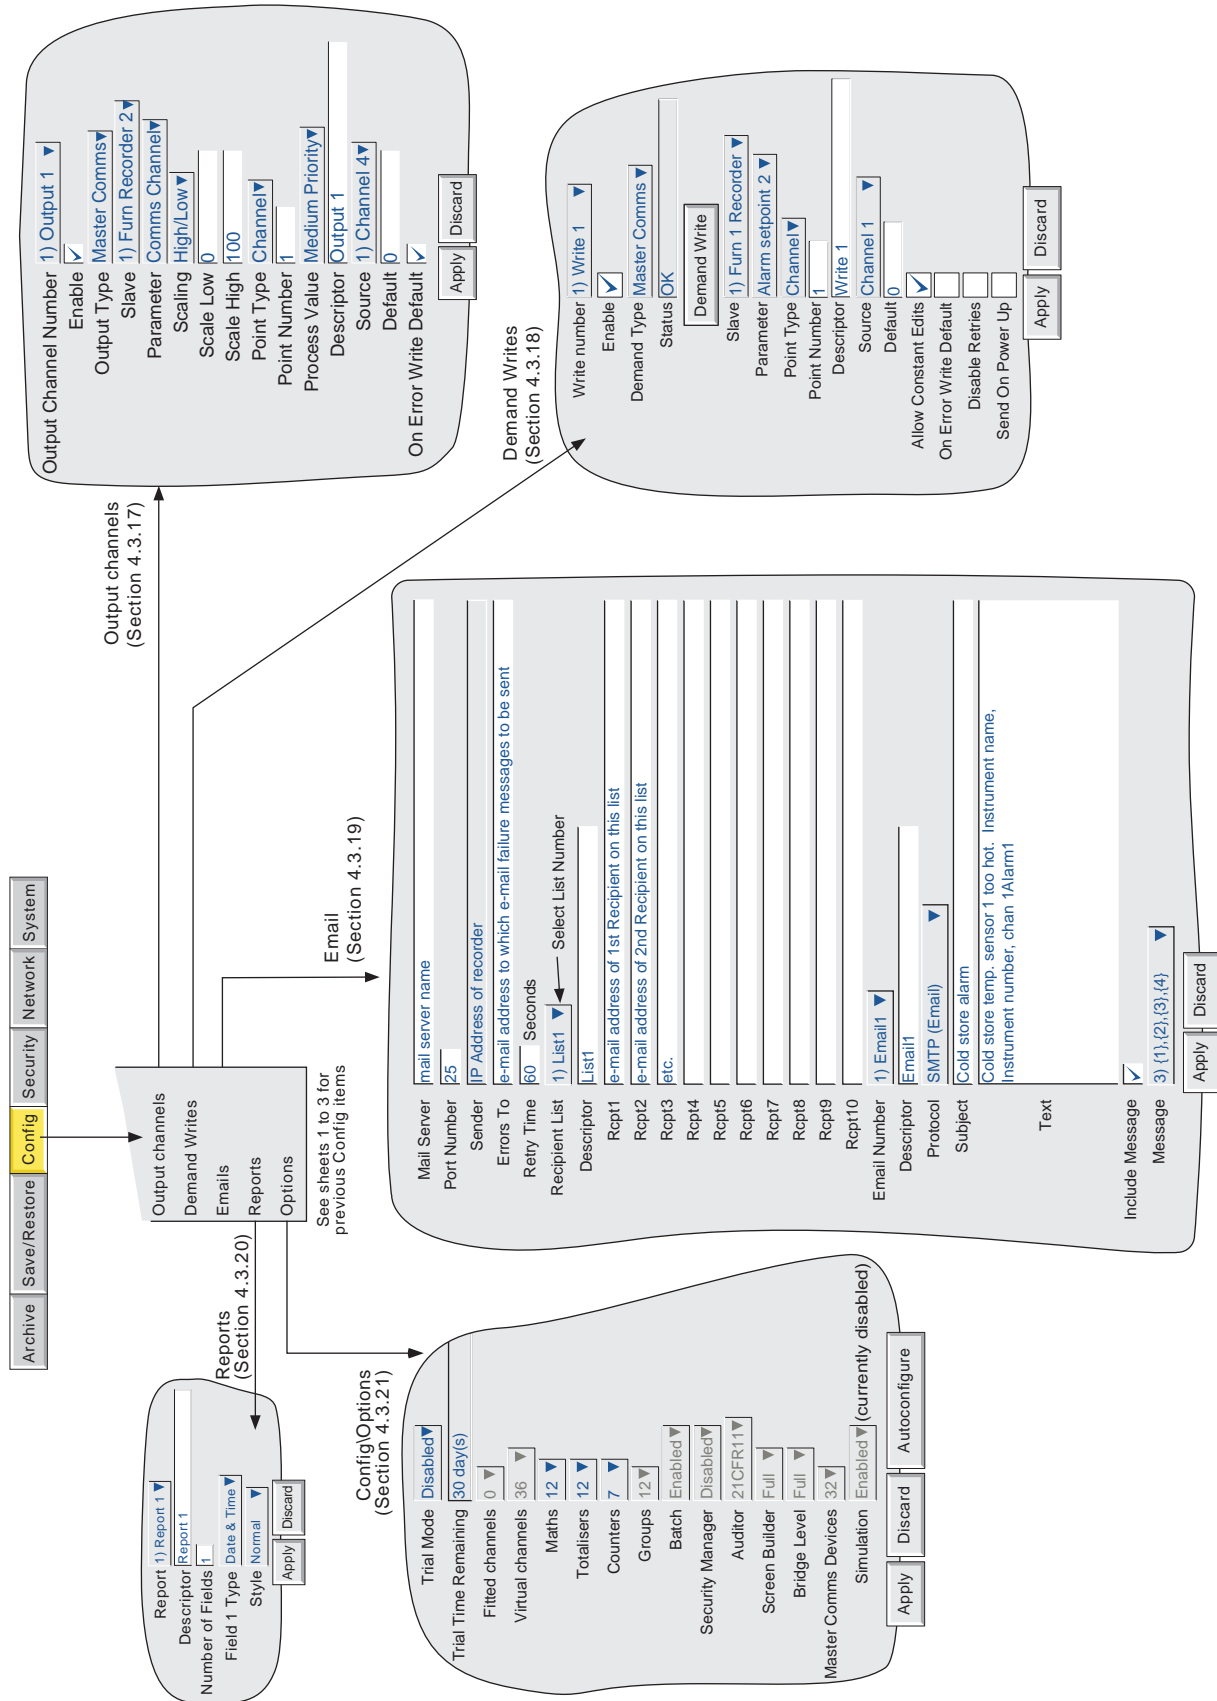 Archive
Save/Restore
Config
Security
Network
System
Output channels
Demand Writes
Emails
Reports
Options
See sheets 1 to 3 for
previous Config items
Reports
(Section 4.3.20)
Report 1) Report 1
Descriptor Report 1
Number of Fields 1
Field 1 Type Date & Time
Style Normal
Apply Discard
Config\Options
(Section 4.3.21)
Trial Mode Disabled
Trial Time Remaining 30 day(s)
Fitted channels 0
Virtual channels 36
Maths 12
Totalisers 12
Counters 7
Groups 12
Batch Enabled
Security Manager Disabled
Auditor 21CFR11
Screen Builder Full
Bridge Level Full
Master Comms Devices 32
Simulation Enabled (currently disabled)
Apply Discard Autoconfigure
Email
(Section 4.3.19)
Mail Server mail server name
Port Number 25
Sender IP Address of recorder
Errors To e-mail address to which e-mail failure messages to be sent
Retry Time 60 Seconds
Recipient List 1) List1 Select List Number
Descriptor List1
Rcpt1 e-mail address of 1st Recipient on this list
Rcpt2 e-mail address of 2nd Recipient on this list
Rcpt3 etc.
Rcpt4
Rcpt5
Rcpt6
Rcpt7
Rcpt8
Rcpt9
Rcpt10
Email Number 1) Email1
Descriptor Email1
Protocol SMTP (Email)
Subject Cold store alarm
Text Cold store temp. sensor 1 too hot. Instrument name,
Instrument number, chan 1Alarm1
Include Message
Message 3) {1},{2},{3},{4}
Apply Discard
Output channels
(Section 4.3.17)
Output Channel Number 1) Output 1
Enable
Output Type Master Comms
Slave 1) Furn Recorder 2
Parameter Comms Channel
Scaling High/Low
Scale Low 0
Scale High 100
Point Type Channel
Point Number 1
Process Value Medium Priority
Descriptor Output 1
Source 1) Channel 4
Default 0
On Error Write Default
Apply Discard
Demand Writes
(Section 4.3.18)
Write number 1) Write 1
Enable
Demand Type Master Comms
Status OK
Demand Write
Slave 1) Furn 1 Recorder
Parameter Alarm setpoint 2
Point Type Channel
Point Number 1
Descriptor Write 1
Source Channel 1
Default 0
Allow Constant Edits
On Error Write Default
Disable Retries
Send On Power Up
Apply Discard